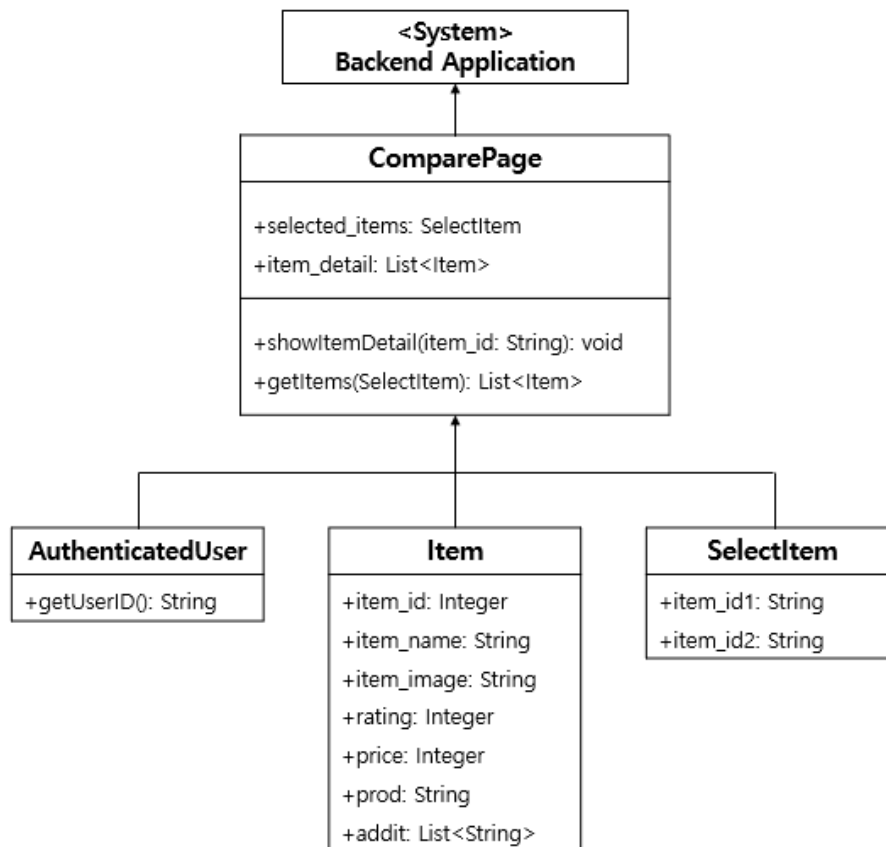 <System>
Backend Application
ComparePage
+selected_items: SelectItem
+item_detail: List<Item>
+showItemDetail(item_id: String): void
+getItems(SelectItem): List<Item>
AuthenticatedUser
+getUserID(): String
Item
+item_id: Integer
+item_name: String
+item_image: String
+rating: Integer
+price: Integer
+prod: String
+addit: List<String>
SelectItem
+item_id1: String
+item_id2: String